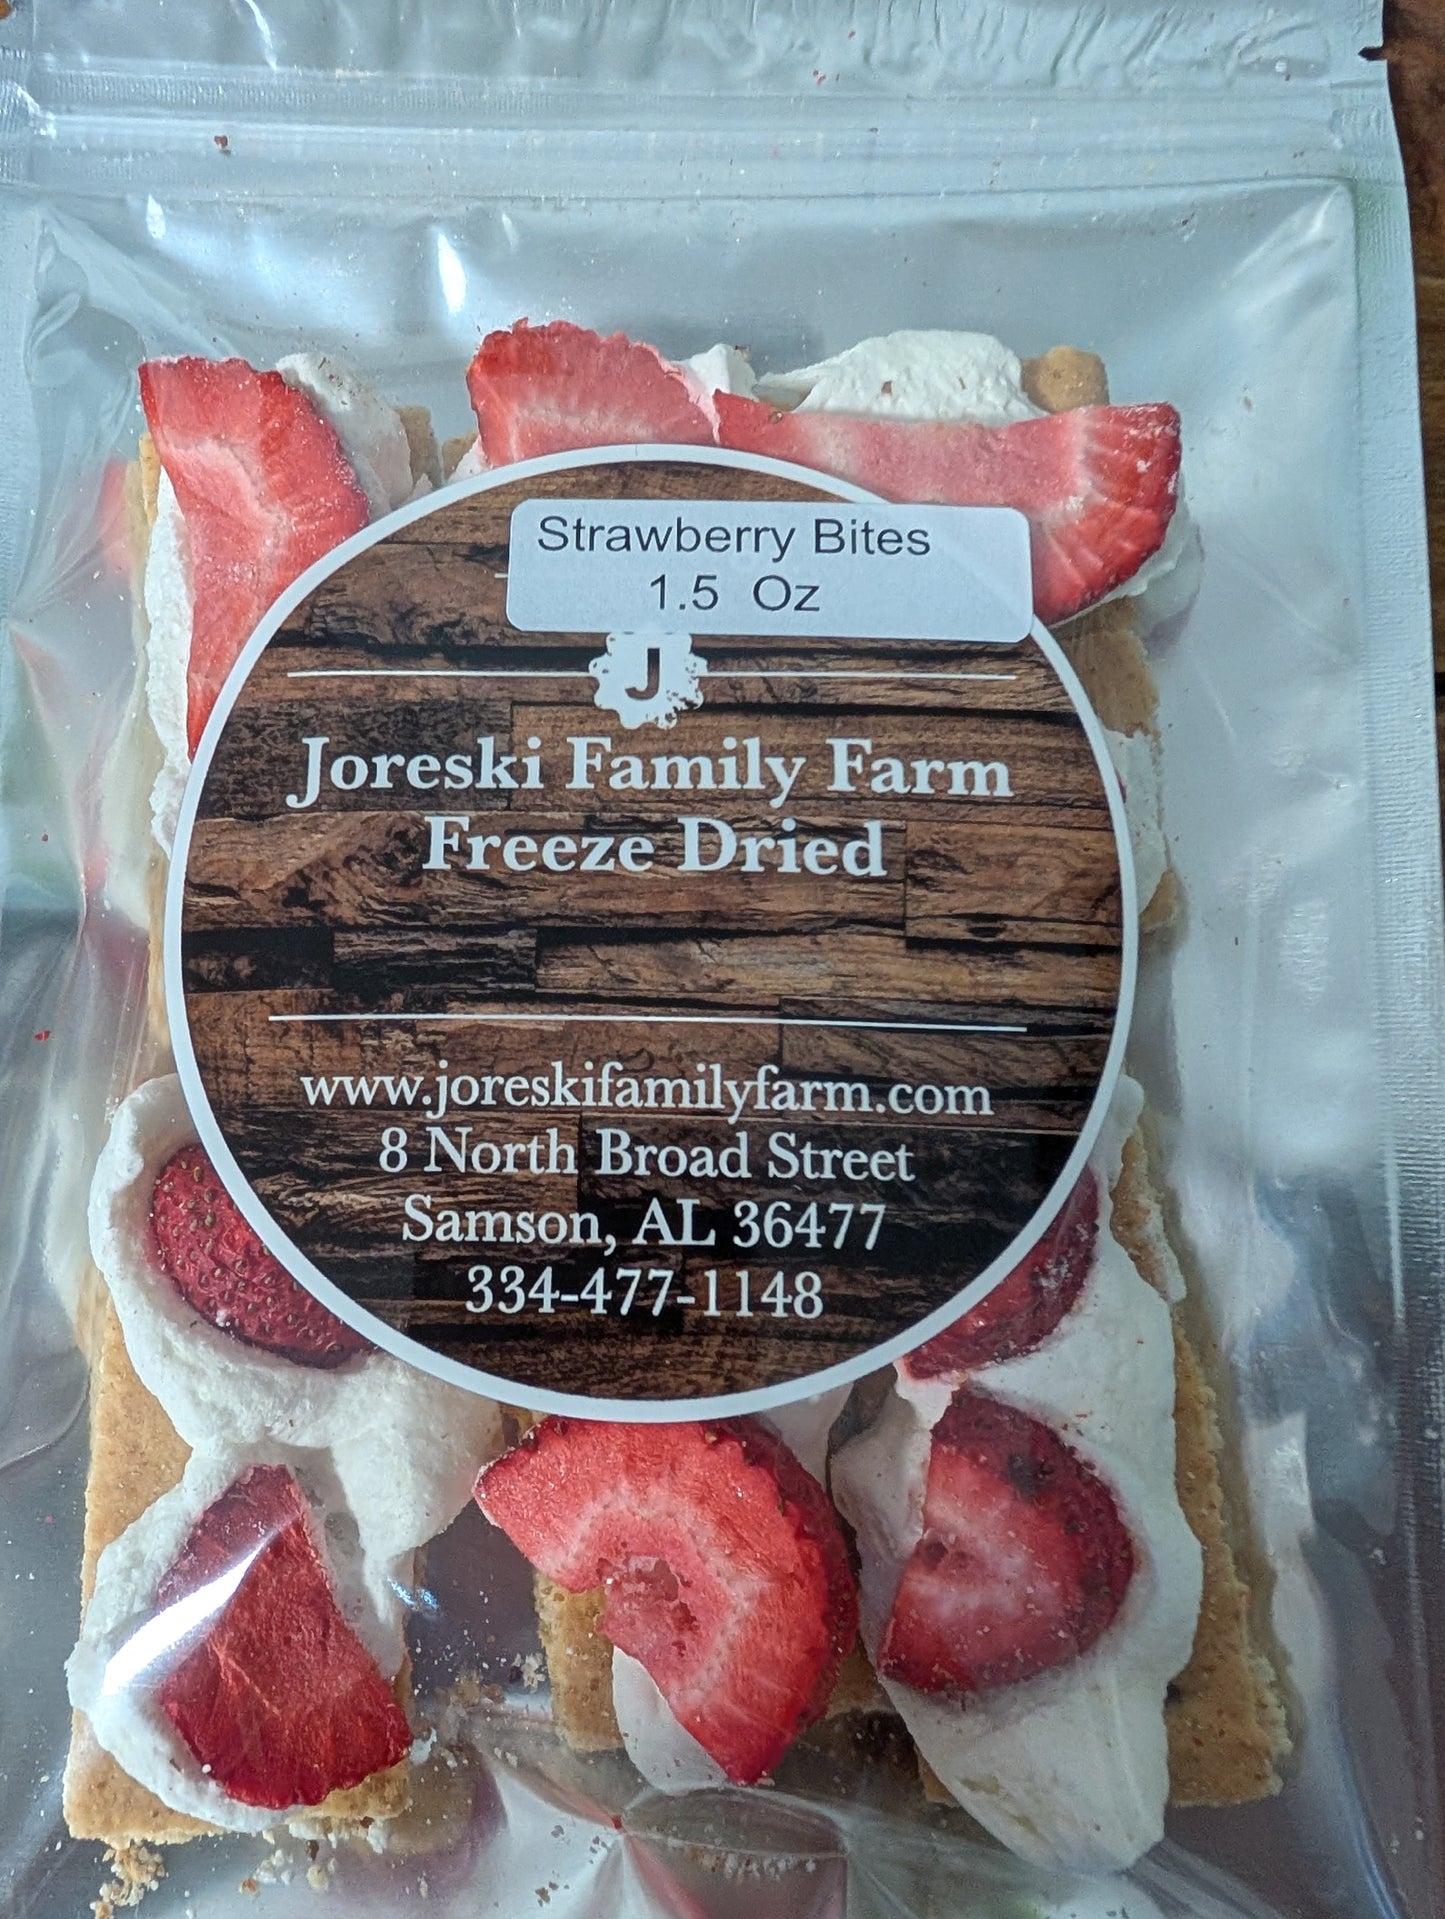 Strawberry Bites
1.5 Oz
J
Joreski Family Farm
Freeze Dried
www.joreskifamilyfarm.com
8 North Broad Street
Samson, AL 36477
334-477-1148